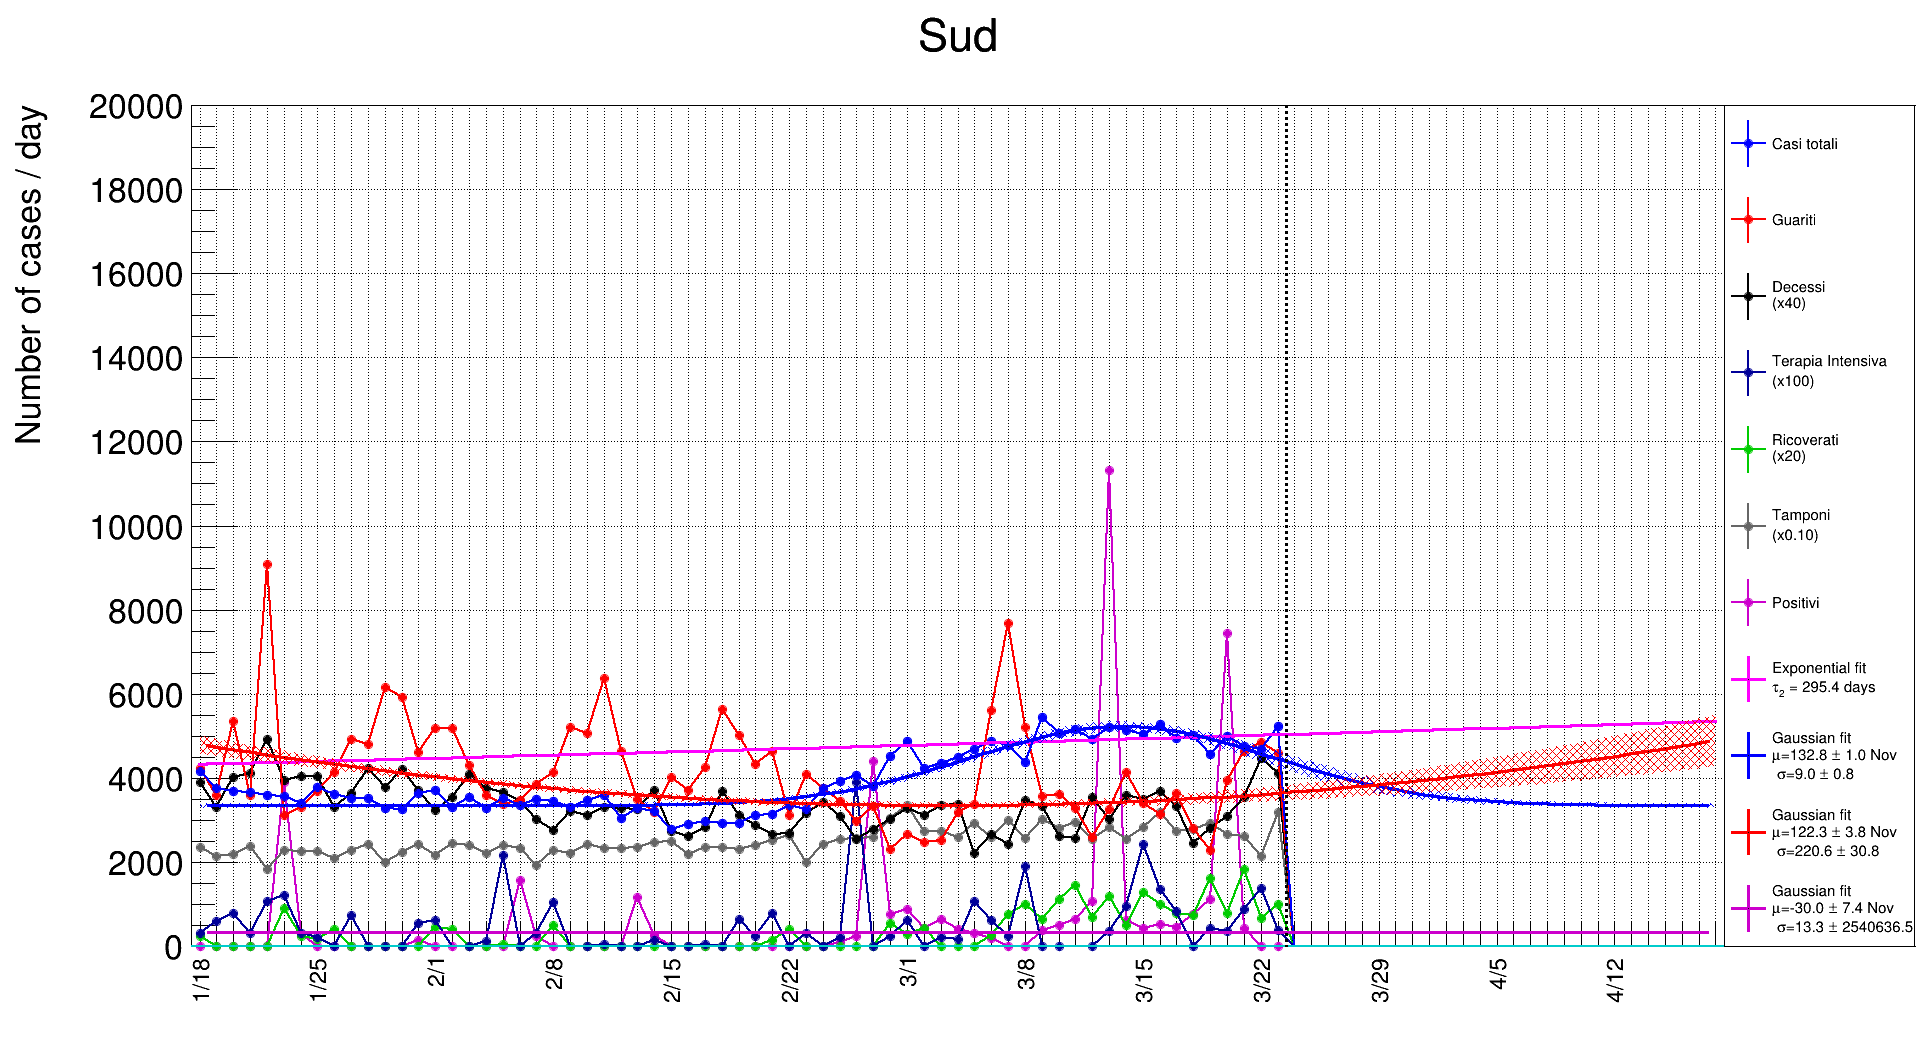 Sud
Number of cases / day
20000
18000
16000
14000
12000
10000
8000
6000
4000
2000
0
1/18
1/25
2/1
2/8
2/15
2/22
3/1
3/8
3/15
3/22
3/29
4/5
4/12
Casi totali
Guariti
Decessi
(x40)
Terapia Intensiva
(x100)
Ricoverati
(x20)
Tamponi
(x0.10)
Positivi
Exponential fit
τ2 = 295.4 days
Gaussian fit
μ=132.8 ± 1.0 Nov
σ=9.0 ± 0.8
Gaussian fit
μ=122.3 ± 3.8 Nov
σ=220.6 ± 30.8
Gaussian fit
μ=-30.0 ± 7.4 Nov
σ=13.3 ± 2540636.5